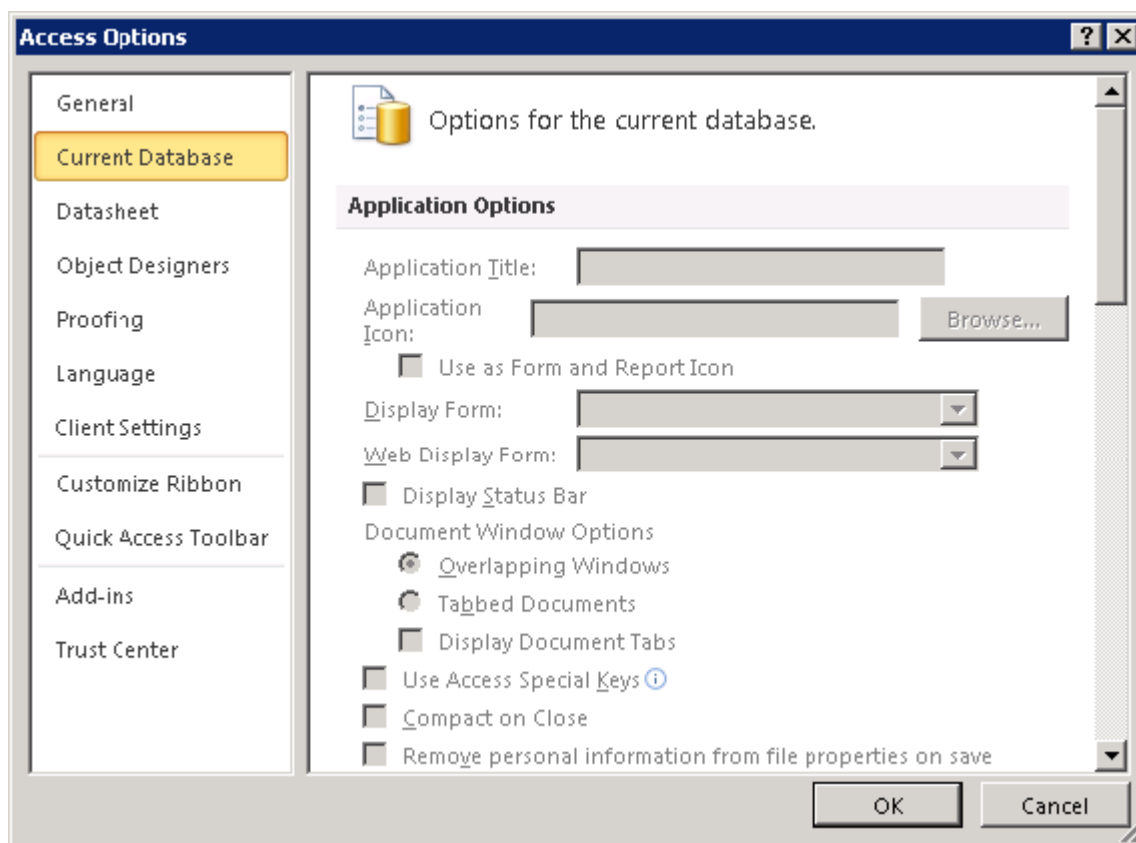 Access Options
General
Current Database
Datasheet
Object Designers
Proofing
Language
Client Settings
Customize Ribbon
Quick Access Toolbar
Add-ins
Trust Center
Options for the current database.
Application Options
Application Title:
Application
Icon:
Browse...
Use as Form and Report Icon
Display Form:
Web Display Form:
Display Status Bar
Document Window Options
Overlapping Windows
Tabbed Documents
Display Document Tabs
Use Access Special Keys
Compact on Close
Remove personal information from file properties on save
OK
Cancel